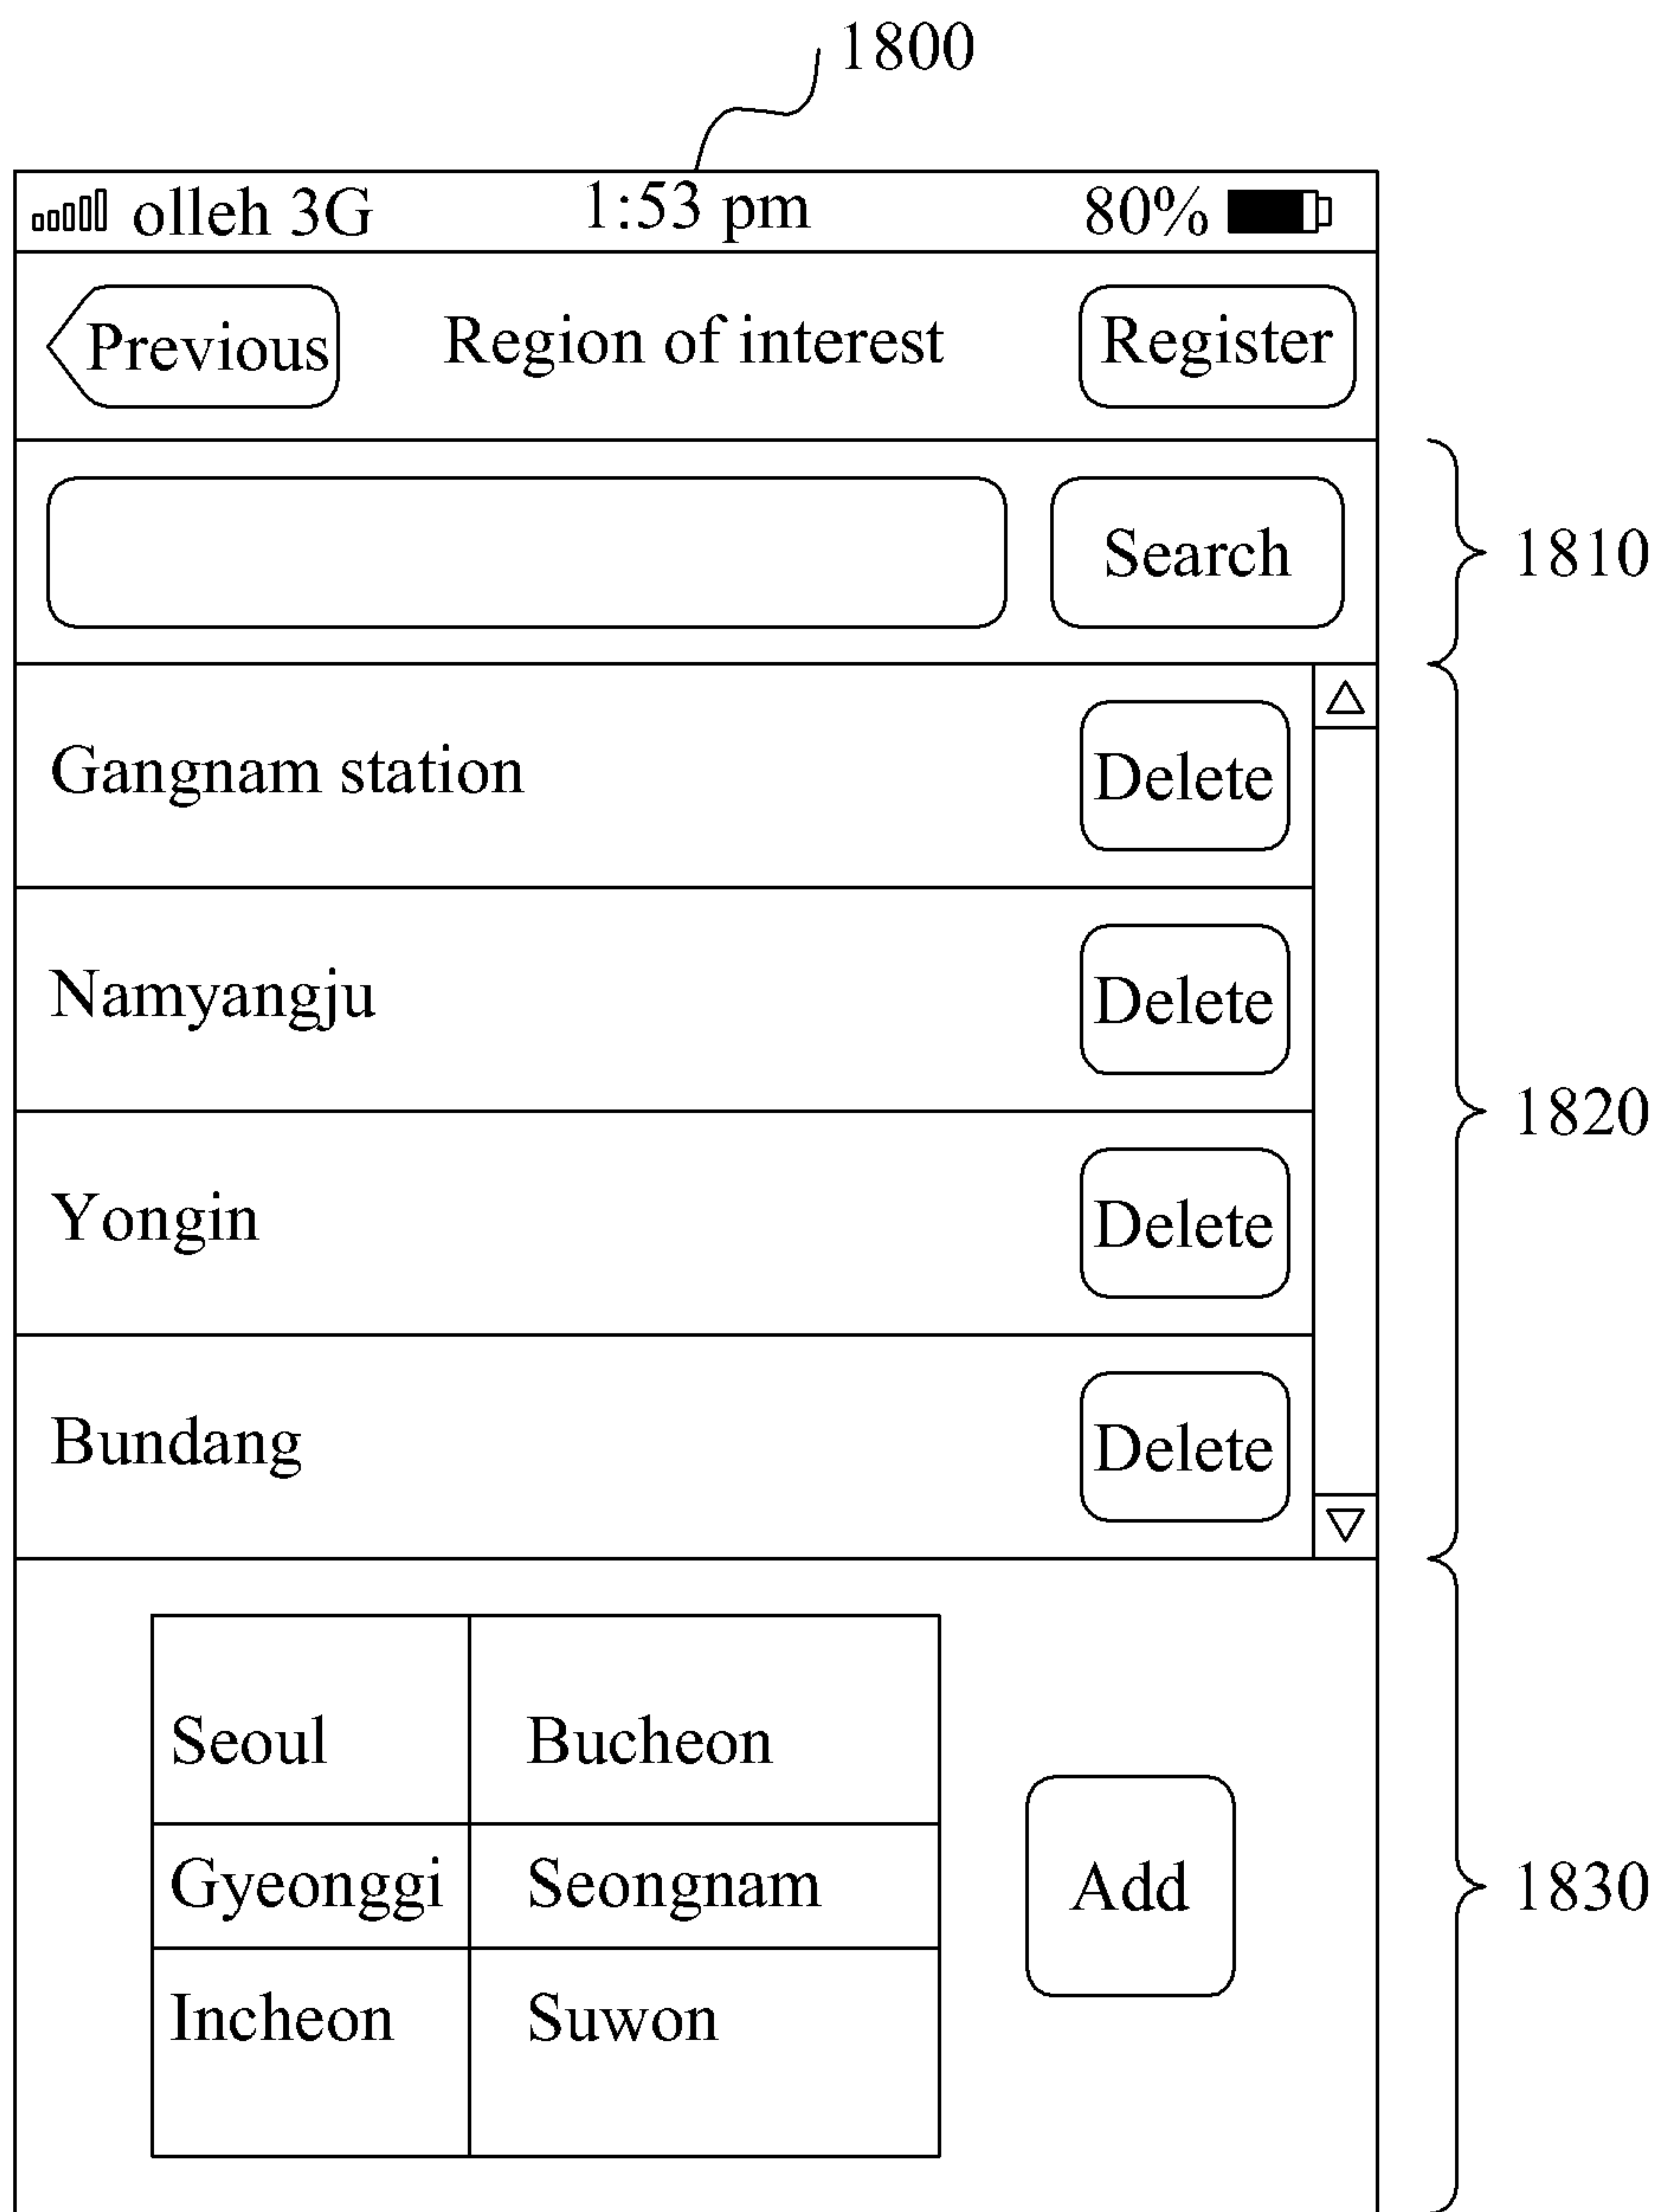 1800
olleh 3G 1:53 pm 80%
Previous Region of interest Register
Search 1810
Gangnam station Delete
Namyangju Delete
1820
Yongin Delete
Bundang Delete
Seoul Bucheon
Gyeonggi Seongnam Add 1830
Incheon Suwon